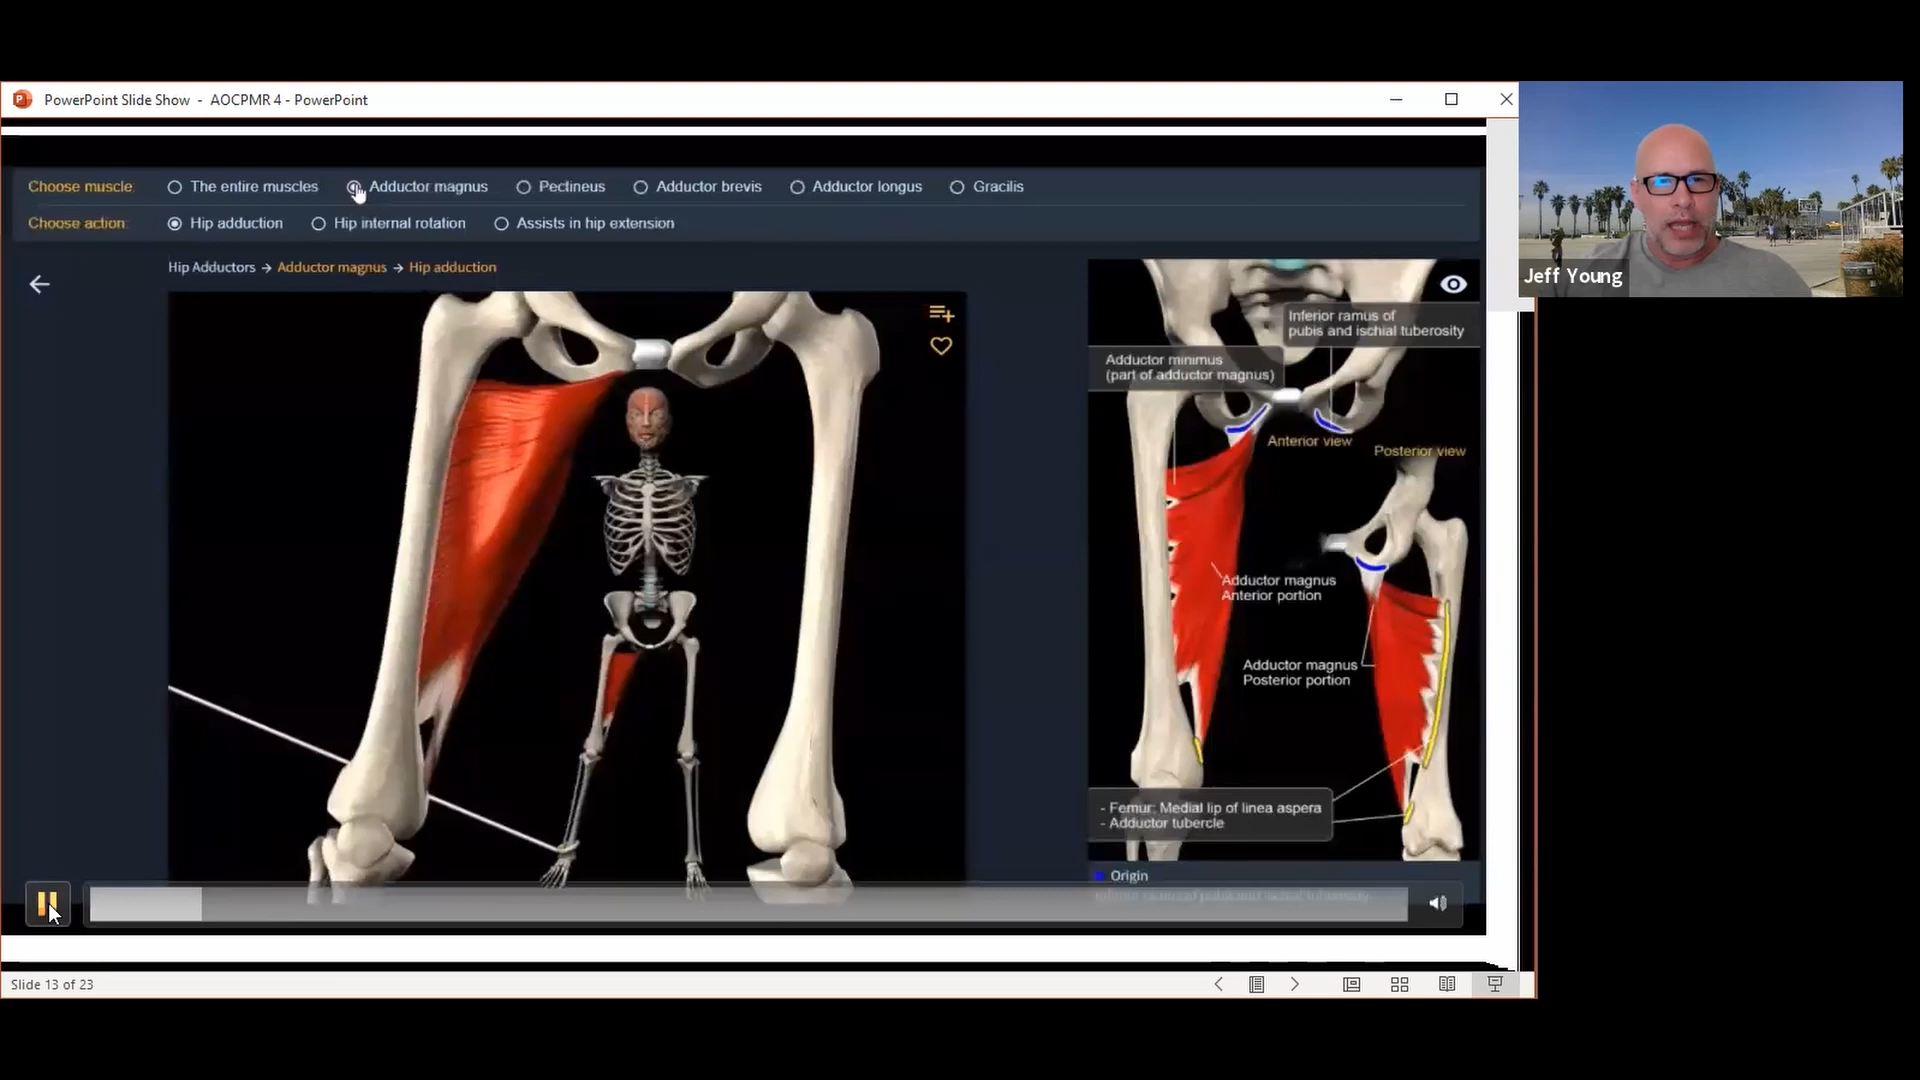 PowerPoint Slide Show - AOCPMR 4 - PowerPoint
Choose muscle: The entire muscles Adductor magnus Pectineus Adductor brevis Adductor longus Gracilis
Choose action: Hip adduction Hip internal rotation Assists in hip extension
Hip Adductors → Adductor magnus → Hip adduction
Inferior ramus of
pubis and ischial tuberosity
Adductor minimus
(part of adductor magnus)
Anterior view
Posterior view
Adductor magnus
Anterior portion
Adductor magnus
Posterior portion
- Femur: Medial lip of linea aspera
- Adductor tubercle
Origin
Jeff Young
Slide 13 of 23